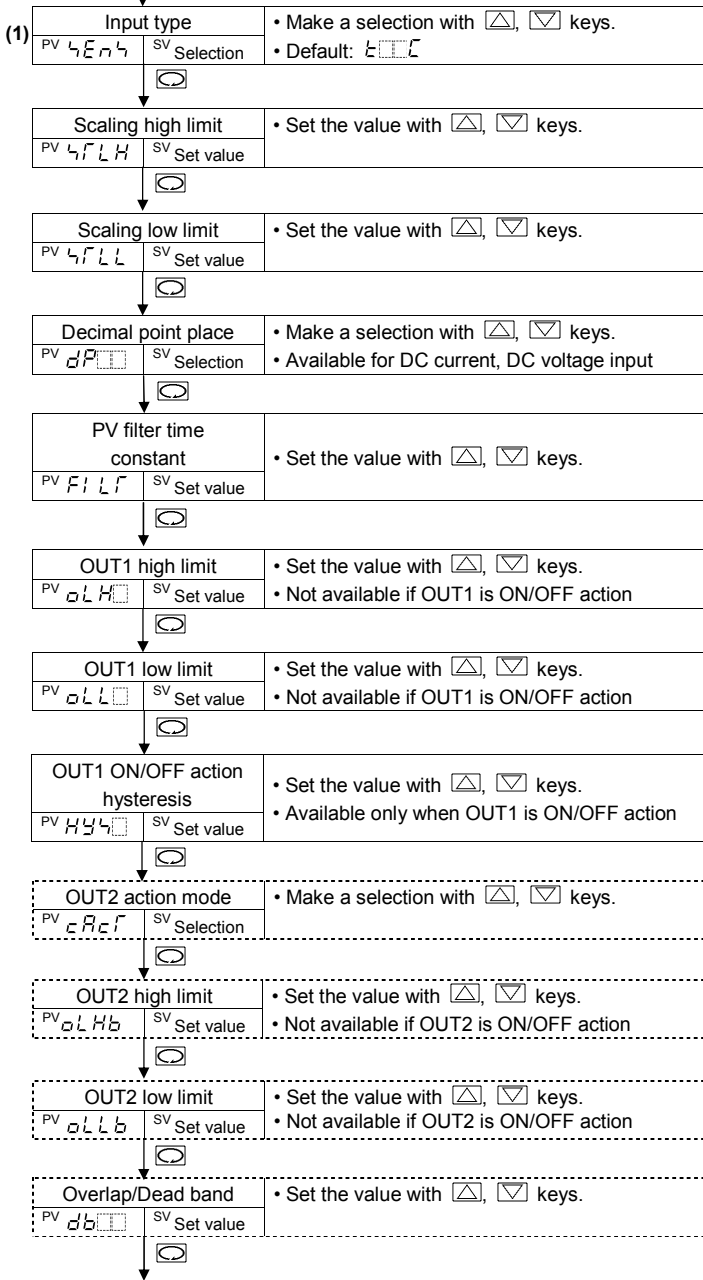 (1)
Input type
PV SEnS SV Selection
• Make a selection with △, ▽ keys.
• Default: E□□C
Scaling high limit
PV SFLH SV Set value
• Set the value with △, ▽ keys.
Scaling low limit
PV SFLL SV Set value
• Set the value with △, ▽ keys.
Decimal point place
PV dP□□ SV Selection
• Make a selection with △, ▽ keys.
• Available for DC current, DC voltage input
PV filter time
constant
PV FILF SV Set value
• Set the value with △, ▽ keys.
OUT1 high limit
PV oLH□ SV Set value
• Set the value with △, ▽ keys.
• Not available if OUT1 is ON/OFF action
OUT1 low limit
PV oLL□ SV Set value
• Set the value with △, ▽ keys.
• Not available if OUT1 is ON/OFF action
OUT1 ON/OFF action
hysteresis
PV HYS□ SV Set value
• Set the value with △, ▽ keys.
• Available only when OUT1 is ON/OFF action
OUT2 action mode
PV cAcF SV Selection
• Make a selection with △, ▽ keys.
OUT2 high limit
PV oLHb SV Set value
• Set the value with △, ▽ keys.
• Not available if OUT2 is ON/OFF action
OUT2 low limit
PV oLLb SV Set value
• Set the value with △, ▽ keys.
• Not available if OUT2 is ON/OFF action
Overlap/Dead band
PV db□□ SV Set value
• Set the value with △, ▽ keys.